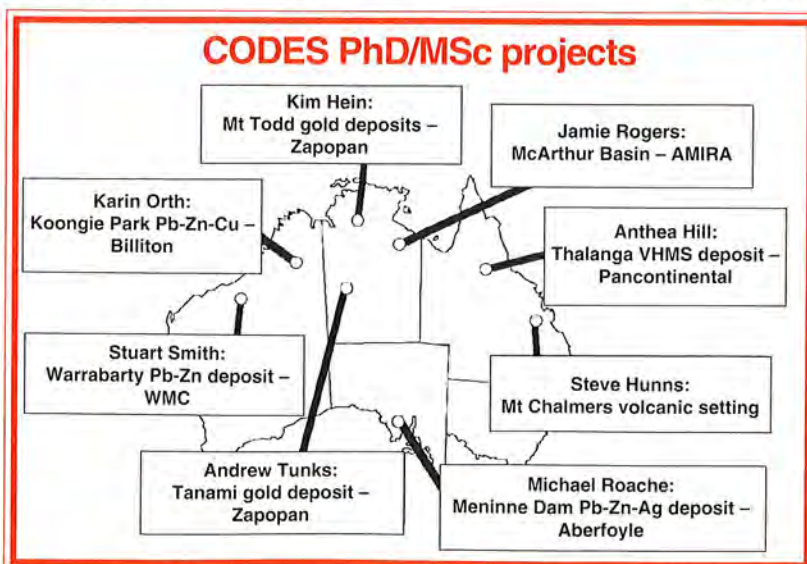 CODES PhD/MSc projects
Kim Hein:
Mt Todd gold deposits –
Zapopan
Jamie Rogers:
McArthur Basin – AMIRA
Karin Orth:
Koongie Park Pb-Zn-Cu –
Billiton
Anthea Hill:
Thalanga VHMS deposit –
Pancontinental
Stuart Smith:
Warrabarty Pb-Zn deposit –
WMC
Steve Hunns:
Mt Chalmers volcanic setting
Andrew Tunks:
Tanami gold deposit –
Zapopan
Michael Roache:
Meninne Dam Pb-Zn-Ag deposit –
Aberfoyle